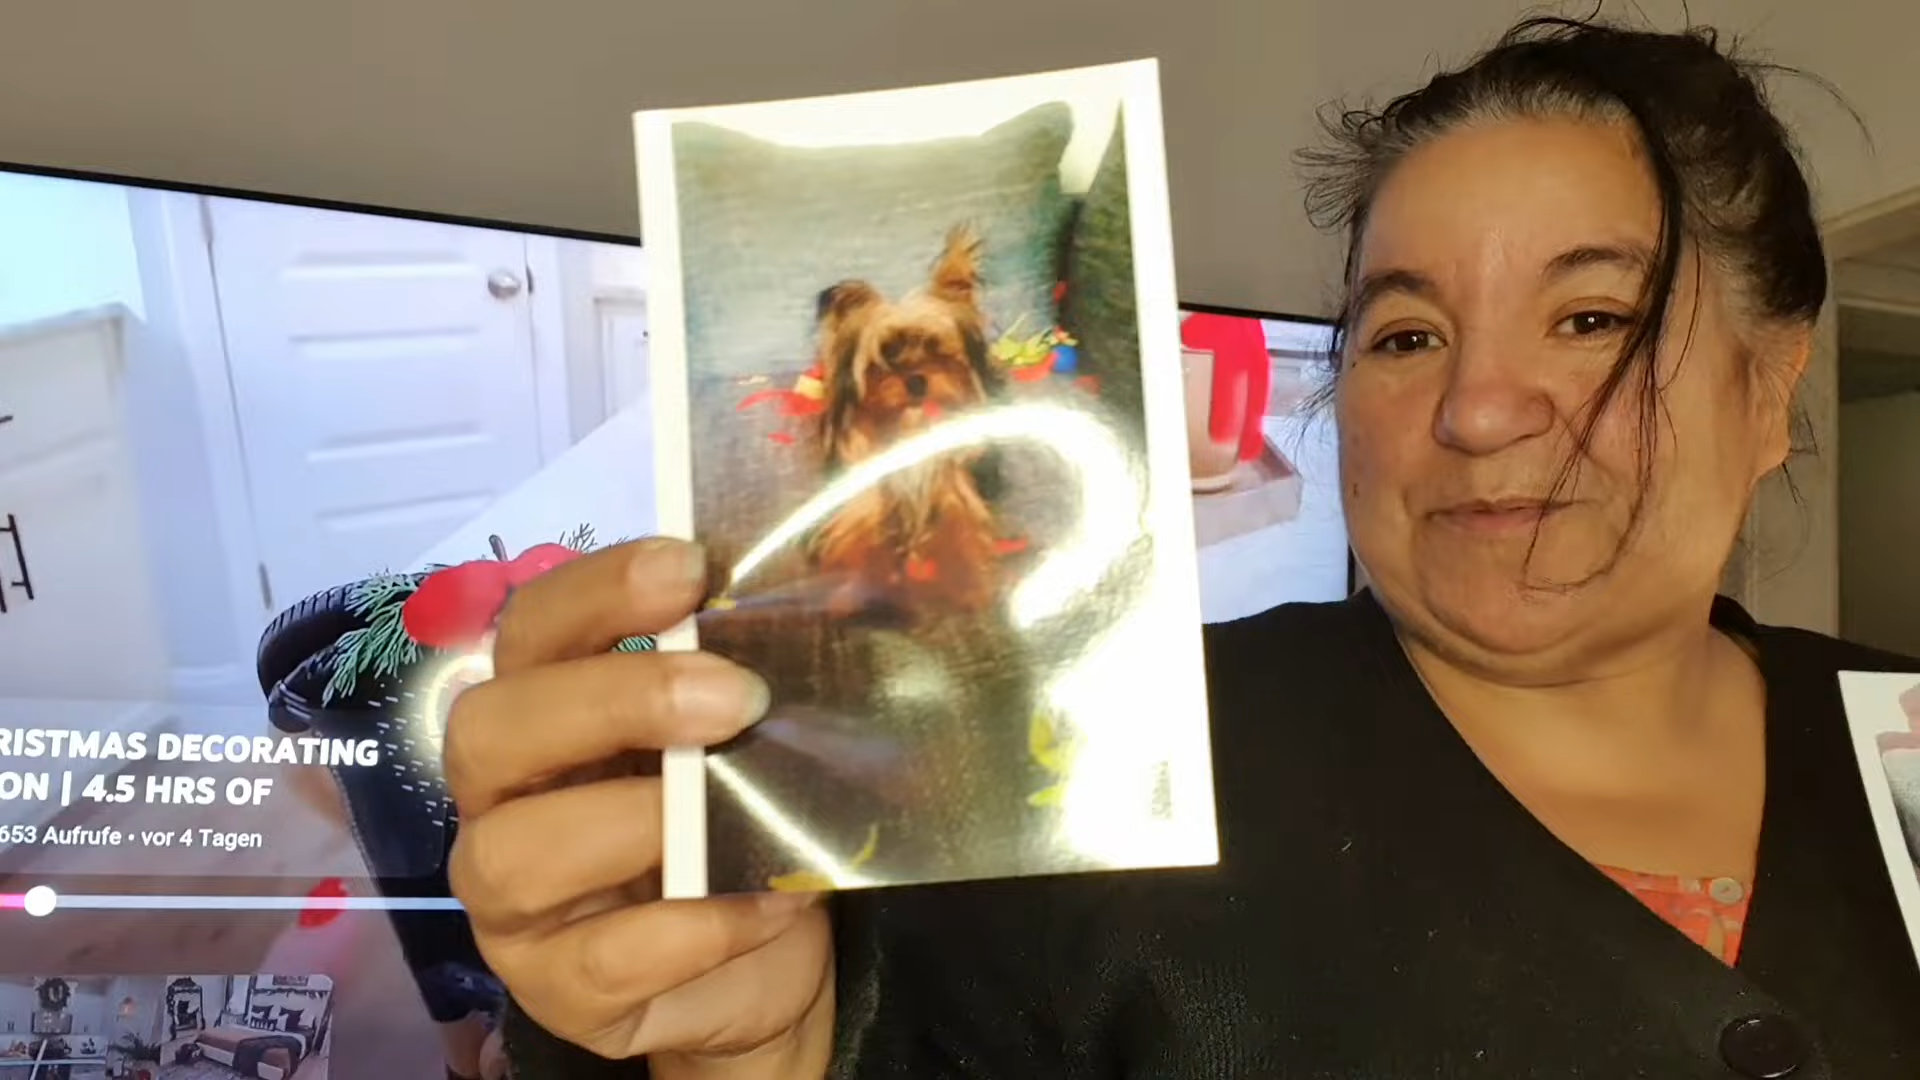 RISTMAS DECORATING
ON | 4.5 HRS OF
653 Aufrufe • vor 4 Tagen